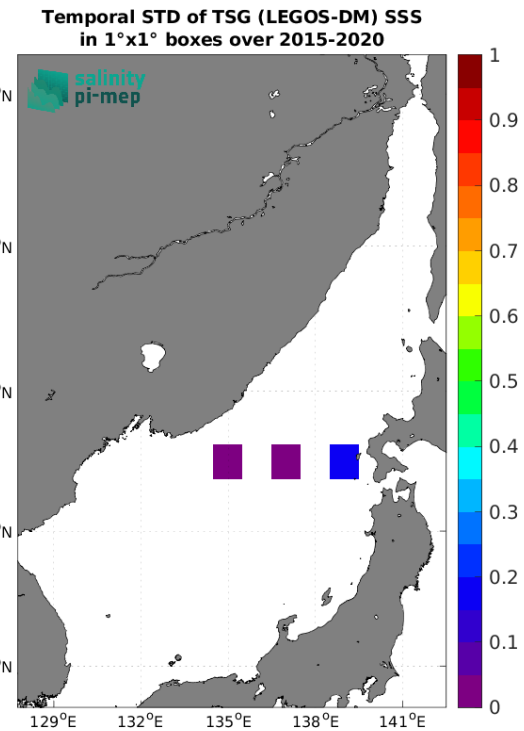 Temporal STD of TSG (LEGOS-DM) SSS
in 1°x1° boxes over 2015-2020
salinity
pi-mep
°N
°N
°N
°N
°N
129°E 132°E 135°E 138°E 141°E
1
0.9
0.8
0.7
0.6
0.5
0.4
0.3
0.2
0.1
0